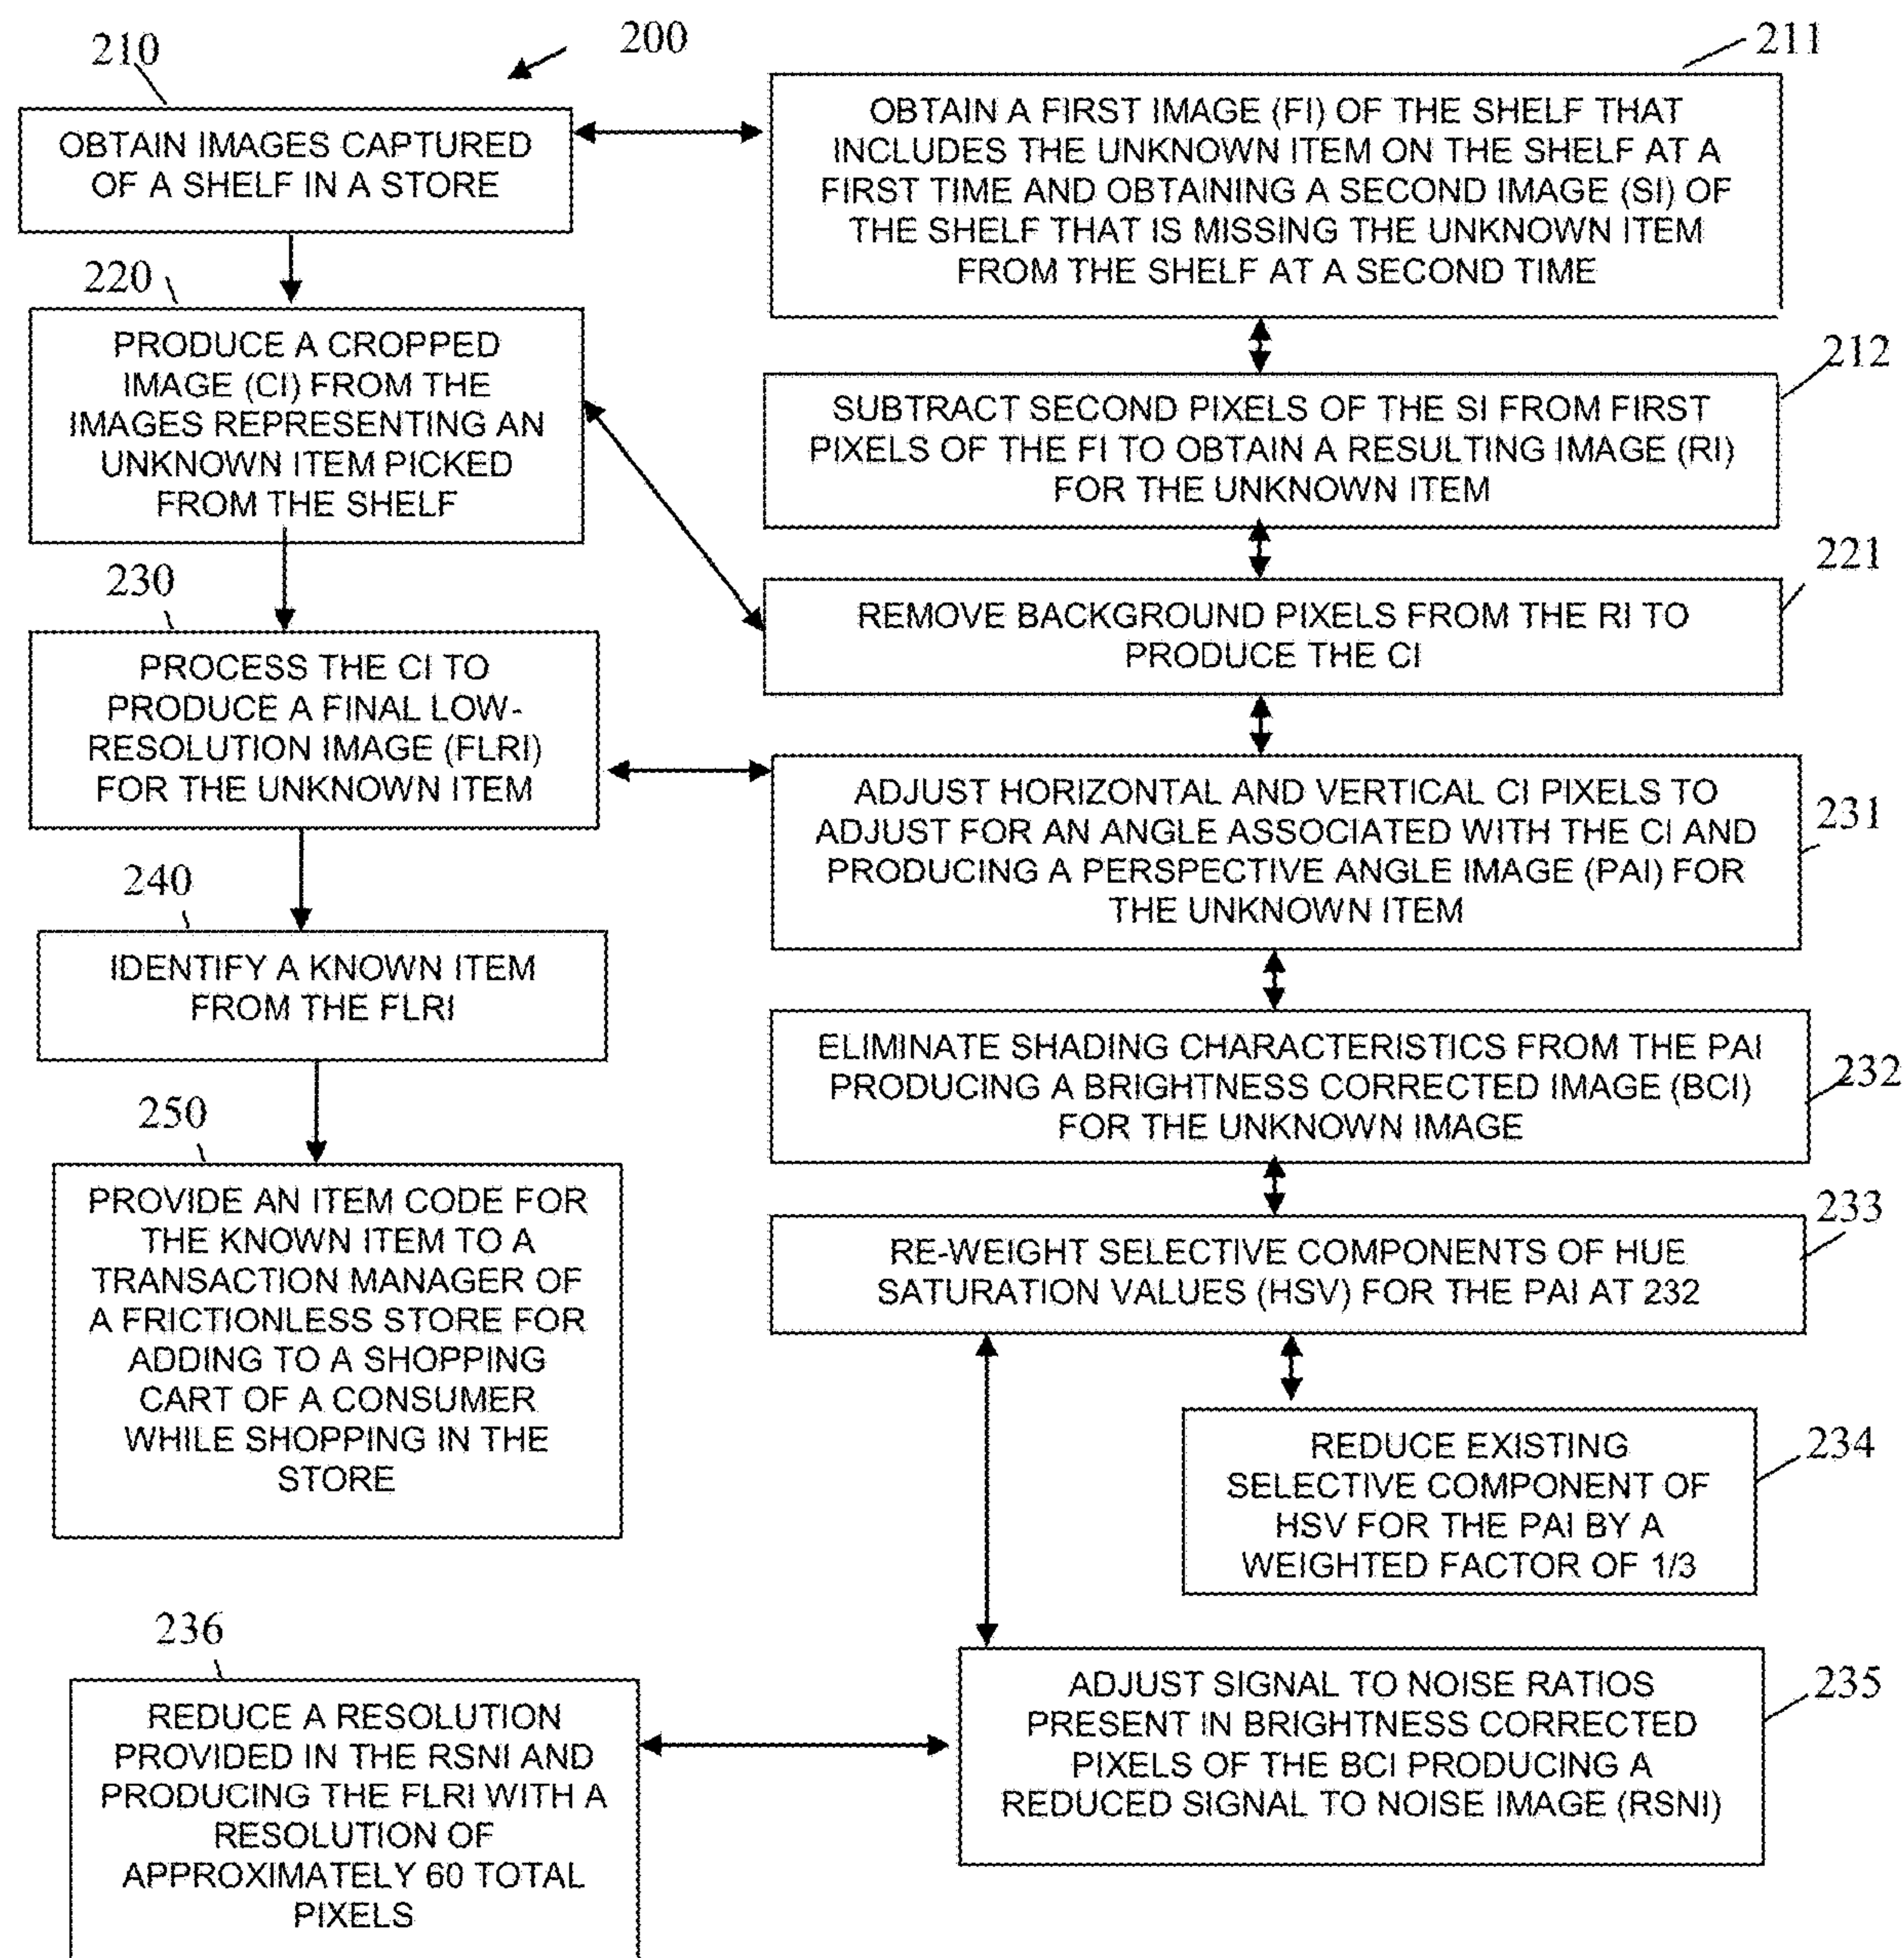 200
210
OBTAIN IMAGES CAPTURED
OF A SHELF IN A STORE
211
OBTAIN A FIRST IMAGE (FI) OF THE SHELF THAT
INCLUDES THE UNKNOWN ITEM ON THE SHELF AT A
FIRST TIME AND OBTAINING A SECOND IMAGE (SI) OF
THE SHELF THAT IS MISSING THE UNKNOWN ITEM
FROM THE SHELF AT A SECOND TIME
220
PRODUCE A CROPPED
IMAGE (CI) FROM THE
IMAGES REPRESENTING AN
UNKNOWN ITEM PICKED
FROM THE SHELF
212
SUBTRACT SECOND PIXELS OF THE SI FROM FIRST
PIXELS OF THE FI TO OBTAIN A RESULTING IMAGE (RI)
FOR THE UNKNOWN ITEM
221
REMOVE BACKGROUND PIXELS FROM THE RI TO
PRODUCE THE CI
230
PROCESS THE CI TO
PRODUCE A FINAL LOW-
RESOLUTION IMAGE (FLRI)
FOR THE UNKNOWN ITEM
231
ADJUST HORIZONTAL AND VERTICAL CI PIXELS TO
ADJUST FOR AN ANGLE ASSOCIATED WITH THE CI AND
PRODUCING A PERSPECTIVE ANGLE IMAGE (PAI) FOR
THE UNKNOWN ITEM
240
IDENTIFY A KNOWN ITEM
FROM THE FLRI
232
ELIMINATE SHADING CHARACTERISTICS FROM THE PAI
PRODUCING A BRIGHTNESS CORRECTED IMAGE (BCI)
FOR THE UNKNOWN IMAGE
250
PROVIDE AN ITEM CODE FOR
THE KNOWN ITEM TO A
TRANSACTION MANAGER OF
A FRICTIONLESS STORE FOR
ADDING TO A SHOPPING
CART OF A CONSUMER
WHILE SHOPPING IN THE
STORE
233
RE-WEIGHT SELECTIVE COMPONENTS OF HUE
SATURATION VALUES (HSV) FOR THE PAI AT 232
234
REDUCE EXISTING
SELECTIVE COMPONENT OF
HSV FOR THE PAI BY A
WEIGHTED FACTOR OF 1/3
235
ADJUST SIGNAL TO NOISE RATIOS
PRESENT IN BRIGHTNESS CORRECTED
PIXELS OF THE BCI PRODUCING A
REDUCED SIGNAL TO NOISE IMAGE (RSNI)
236
REDUCE A RESOLUTION
PROVIDED IN THE RSNI AND
PRODUCING THE FLRI WITH A
RESOLUTION OF
APPROXIMATELY 60 TOTAL
PIXELS